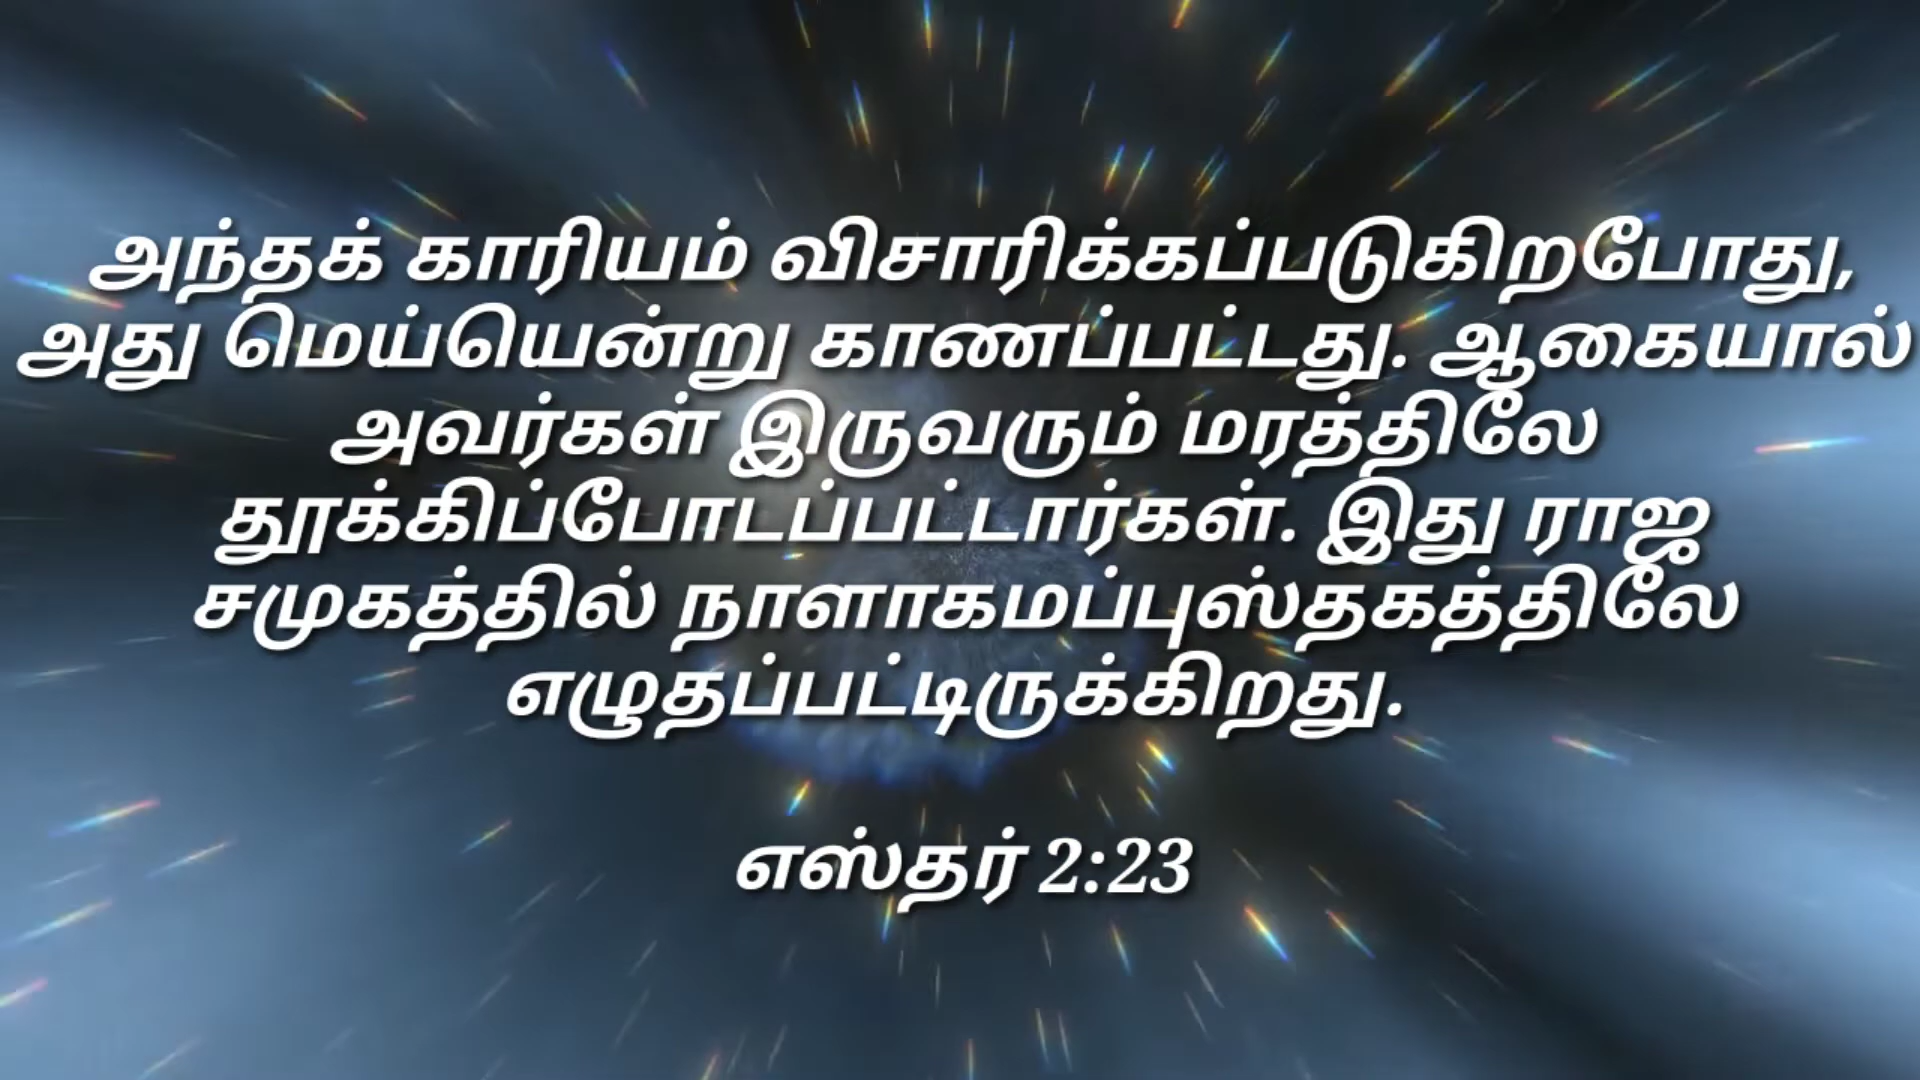 அந்தக் காரியம் விசாரிக்கப்படுகிறபோது,
அது மெய்யென்று காணப்பட்டது. ஆகையால்
அவர்கள் இருவரும் மரத்திலே
தூக்கிப்போடப்பட்டார்கள். இது ராஜ
சமுகத்தில் நாளாகமப்புஸ்தகத்திலே
எழுதப்பட்டிருக்கிறது.
எஸ்தர் 2:23